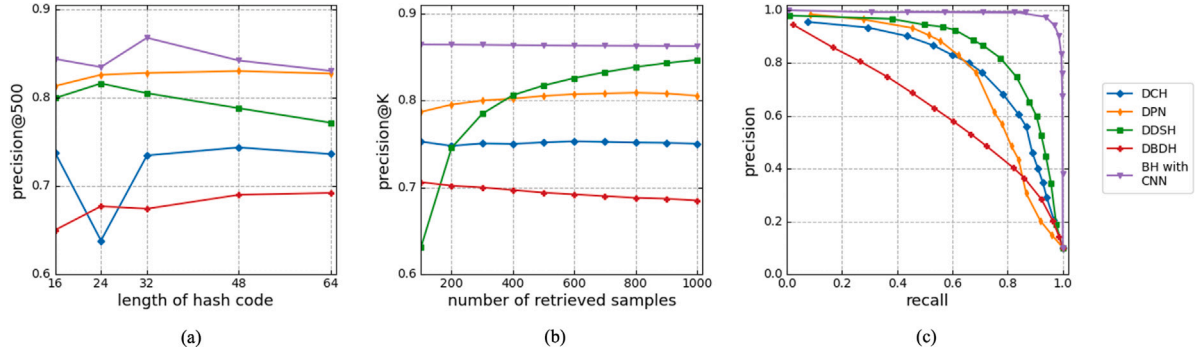 0.9
0.8
0.7
0.6
precision@500
16
24
32
48
64
length of hash code
(a)
0.9
0.8
0.7
0.6
precision@K
200
400
600
800
1000
number of retrieved samples
(b)
1.0
0.8
0.6
0.4
0.2
0.0
precision
0.0
0.2
0.4
0.6
0.8
1.0
recall
(c)
DCH
DPN
DDSH
DBDH
BH with
CNN